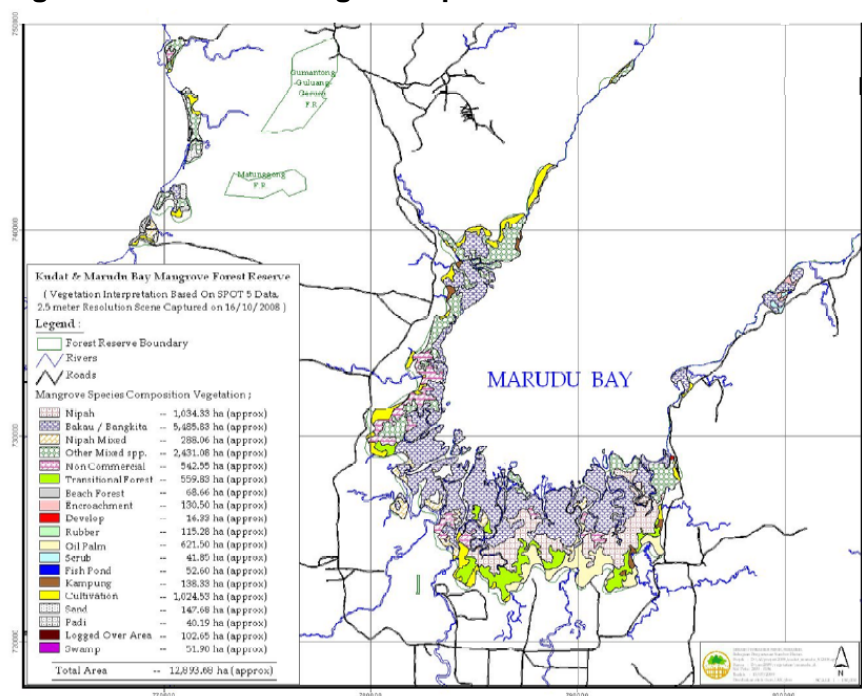 750000
Gumantong
-Guluang
-Garum
F.R
Matunggong
F.R
740000
Kudat & Marudu Bay Mangrove Forest Reserve
( Vegetation Interpretation Based On SPOT 5 Data,
2.5 meter Resolution Scene Captured on 16/10/2008 )
Legend :
Forest Reserve Boundary
Rivers
Roads
Mangrove Species Composition Vegetation ;
Nipah -- 1,034.33 ha (approx)
Bakau / Bangkita -- 5,485.83 ha (approx)
Nipah Mixed -- 288.06 ha (approx)
Other Mixed spp. -- 2,431.08 ha (approx)
Non Commercial -- 542.55 ha (approx)
Transitional Forest -- 559.83 ha (approx)
Beach Forest -- 68.66 ha (approx)
Encroachment -- 130.50 ha (approx)
Develop -- 14.33 ha (approx)
Rubber -- 115.28 ha (approx)
Oil Palm -- 621.50 ha (approx)
Scrub -- 41.85 ha (approx)
Fish Pond -- 52.60 ha (approx)
Kampung -- 138.33 ha (approx)
Cultivation -- 1,024.53 ha (approx)
Sand -- 147.68 ha (approx)
Padi -- 40.19 ha (approx)
Logged Over Area -- 102.65 ha (approx)
Swamp -- 51.90 ha (approx)
Total Area -- 12,893.68 ha (approx)
MARUDU BAY
730000
N